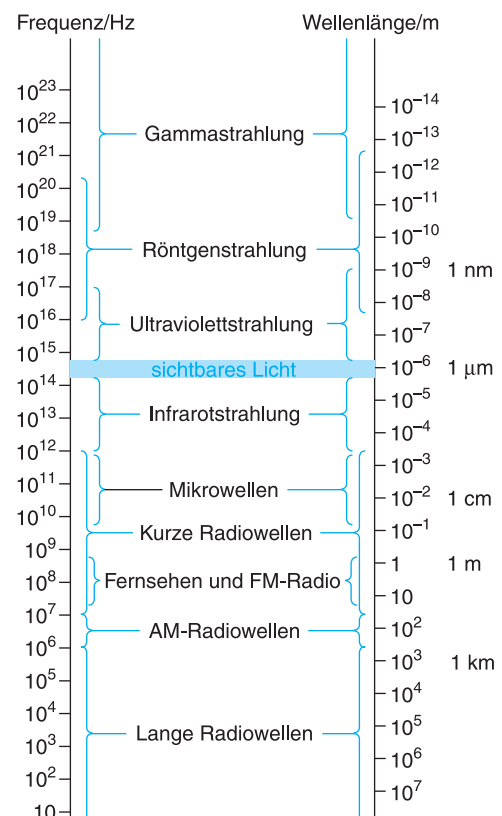 Frequenz/Hz Wellenlänge/m
10²³
10⁻¹⁴
10²²
Gammastrahlung
10⁻¹³
10²¹
10⁻¹²
10²⁰
10⁻¹¹
10¹⁹
10⁻¹⁰
10¹⁸
Röntgenstrahlung
10⁻⁹ 1 nm
10¹⁷
10⁻⁸
10¹⁶
Ultraviolettstrahlung
10⁻⁷
10¹⁵
sichtbares Licht
10⁻⁶ 1 μm
10¹⁴
10⁻⁵
10¹³
Infrarotstrahlung
10⁻⁴
10¹²
10⁻³
10¹¹
Mikrowellen
10⁻² 1 cm
10¹⁰
Kurze Radiowellen
10⁻¹
10⁹
1 1 m
10⁸
Fernsehen und FM-Radio
10
10⁷
AM-Radiowellen
10²
10⁶
10³ 1 km
10⁵
10⁴
10⁴
10⁵
10³
Lange Radiowellen
10⁶
10²
10⁷
10